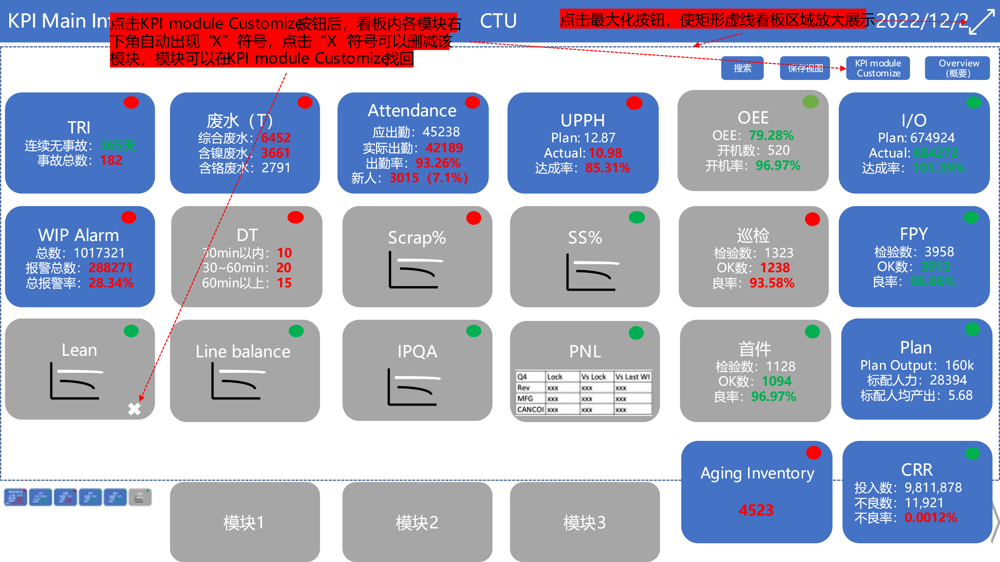 KPI Main Int
点击KPI module Customize按钮后，看板内各模块右
下角自动出现“X”符号，点击“X“符号可以删减该
模块，模块可以在KPI module Customize找回
CTU
点击最大化按钮，使矩形虚线看板区域放大展示
2022/12/2
搜索
保存视图
KPI module
Customize
Overview
（概要）
TRI
连续无事故：365天
事故总数：182
废水（T）
综合废水：6452
含镍废水：3661
含铬废水：2791
Attendance
应出勤：45238
实际出勤：42189
出勤率：93.26%
新人：3015（7.1%）
UPPH
Plan: 12.87
Actual: 10.98
达成率：85.31%
OEE
OEE：79.28%
开机数：520
开机率：96.97%
I/O
Plan: 674924
Actual: 684272
达成率：101.39%
WIP Alarm
总数：1017321
报警总数：288271
总报警率：28.34%
DT
30min以内：10
30~60min：20
60min以上：15
Scrap%
SS%
巡检
检验数：1323
OK数：1238
良率：93.58%
FPY
检验数：3958
OK数：3913
良率：98.86%
Lean
Line balance
IPQA
PNL
Q4 Lock Vs Lock Vs Last WI
Rev xxx xxx xxx
MFG xxx xxx xxx
CANCOI xxx xxx xxx
首件
检验数：1128
OK数：1094
良率：96.97%
Plan
Plan Output：160k
标配人力：28394
标配人均产出：5.68
模块1
模块2
模块3
Aging Inventory
4523
CRR
投入数：9,811,878
不良数：11,921
不良率：0.0012%